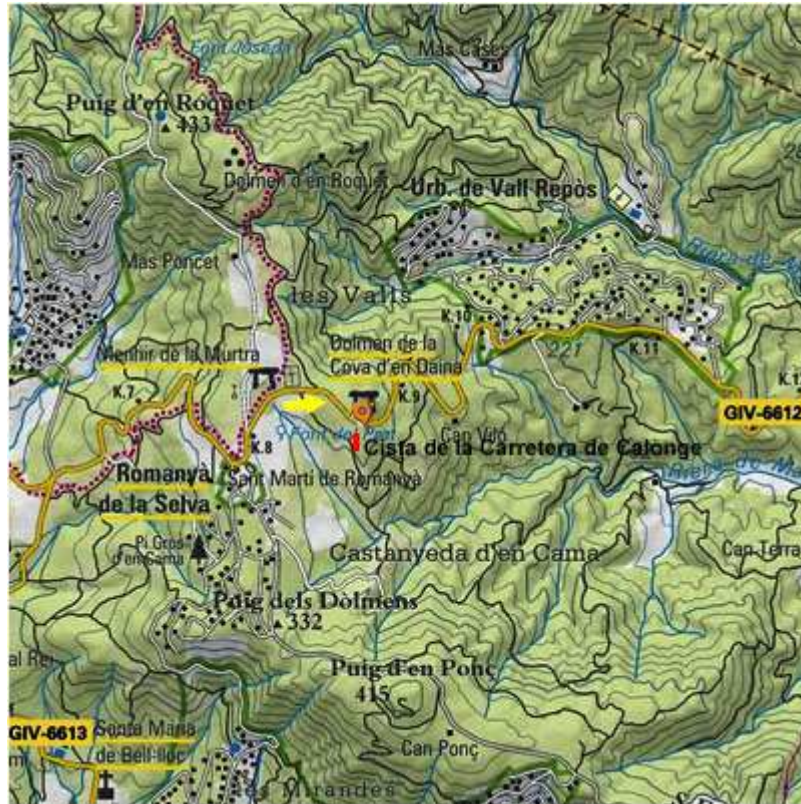 Font Josepa
Mas Cases
Puig d'en Roquet
433
Dolmen d'en Roquet
Urb. de Vall Repòs
Mas Poncet
les Valls
K.10
221
K.11
Menhir de la Murtra
Dolmen de la
Cova d'en Daina
K.7
K.9
GIV-6612
K.8
Can Viló
Cista de la Carretera de Calonge
Romanyà
de la Selva
Sant Martí de Romanyà
Pi Gros
d'en Cama
Castanyeda d'en Cama
Can Terra
Puig dels Dòlmens
332
Puig d'en Ponç
415
GIV-6613
Santa Maria
de Bell-lloc
Can Ponç
les Mirandes